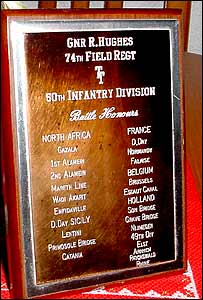 GNR R.HUGHES
74TH FIELD REGT
TT
50TH INFANTRY DIVISION
Battle Honours
NORTH AFRICA
GAZALA
1ST ALAMEIN
2ND ALAMEIN
MARETH LINE
WADI AKARIT
ENFIDAVILLE
D.DAY SICILY
LENTINI
PRIMOSOLE BRIDGE
CATANIA
FRANCE
D.DAY
NORMANDY
FALAISE
BELGIUM
BRUSSELS
ESCAUT CANAL
HOLLAND
SON BRIDGE
GRAVE BRIDGE
NIJMEGEN
49TH DIV
ELST
ARNHEM